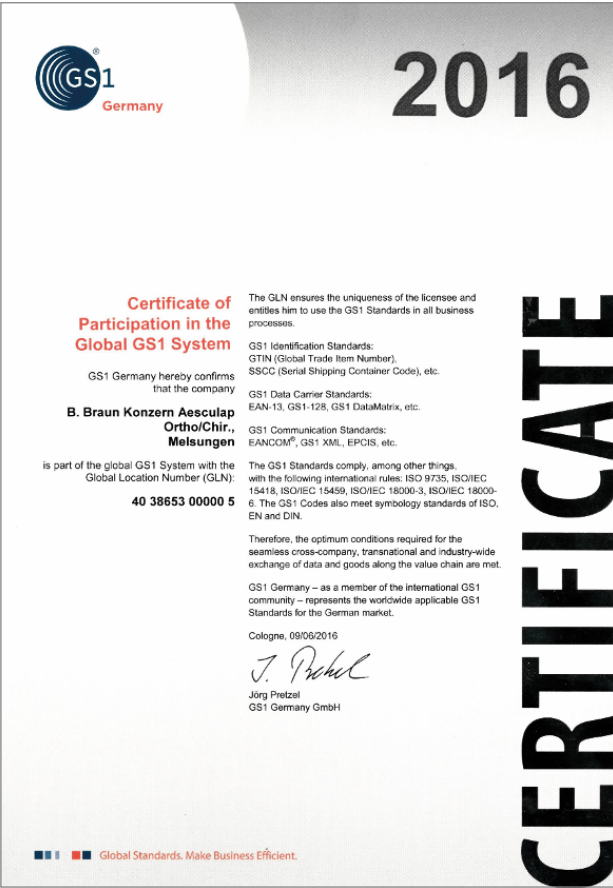 GS1
®
Germany
2016
Certificate of
Participation in the
Global GS1 System
GS1 Germany hereby confirms
that the company
B. Braun Konzern Aesculap
Ortho/Chir.,
Melsungen
is part of the global GS1 System with the
Global Location Number (GLN):
40 38653 00000 5
The GLN ensures the uniqueness of the licensee and
entitles him to use the GS1 Standards in all business
processes.
GS1 Identification Standards:
GTIN (Global Trade Item Number),
SSCC (Serial Shipping Container Code), etc.
GS1 Data Carrier Standards:
EAN-13, GS1-128, GS1 DataMatrix, etc.
GS1 Communication Standards:
EANCOM®, GS1 XML, EPCIS, etc.
The GS1 Standards comply, among other things,
with the following international rules: ISO 9735, ISO/IEC
15418, ISO/IEC 15459, ISO/IEC 18000-3, ISO/IEC 18000-
6. The GS1 Codes also meet symbology standards of ISO,
EN and DIN.
Therefore, the optimum conditions required for the
seamless cross-company, transnational and industry-wide
exchange of data and goods along the value chain are met.
GS1 Germany – as a member of the international GS1
community – represents the worldwide applicable GS1
Standards for the German market.
Cologne, 09/06/2016
J. Pretzel
Jörg Pretzel
GS1 Germany GmbH
CERTIFICATE
Global Standards. Make Business Efficient.